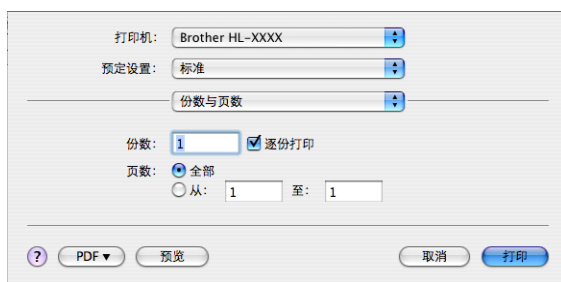 打印机: Brother HL-XXXX
预定设置: 标准
份数与页数
份数: 1 逐份打印
页数: 全部
从: 1 至: 1
? PDF▼ 预览 取消 打印